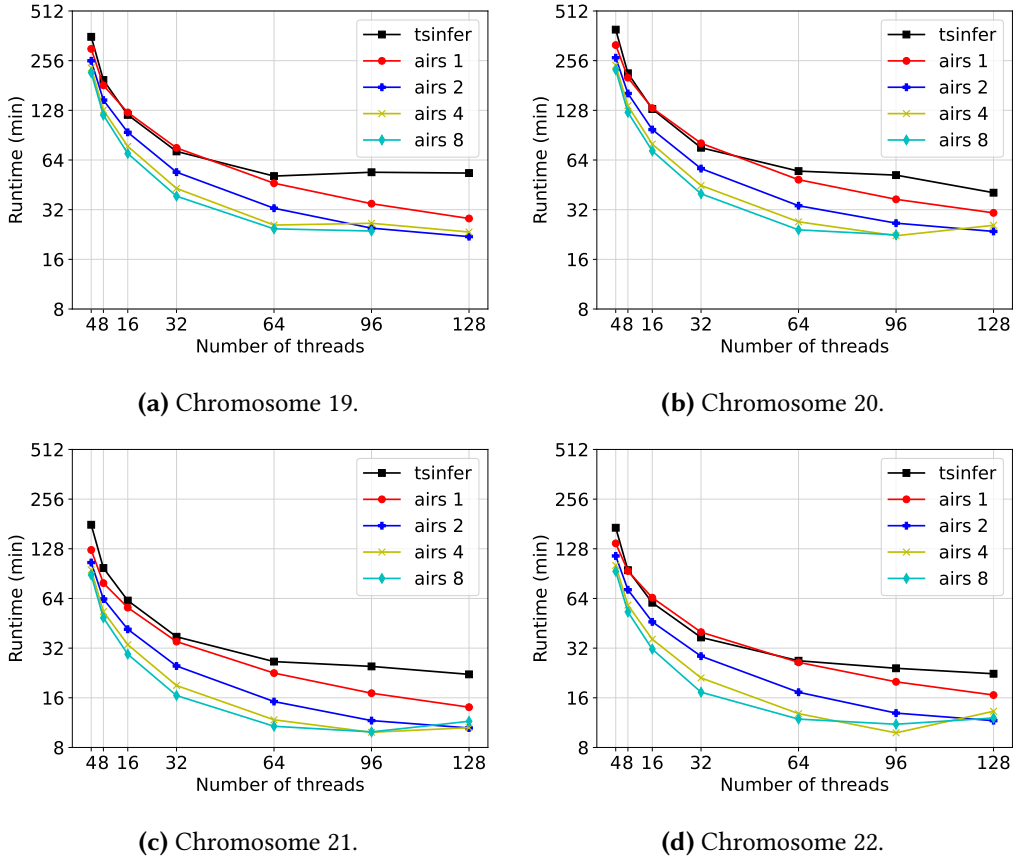 512
256
128
64
32
16
8
Runtime (min)
4 8 16 32 64 96 128
Number of threads
tsinfer
airs 1
airs 2
airs 4
airs 8
(a) Chromosome 19.
512
256
128
64
32
16
8
Runtime (min)
4 8 16 32 64 96 128
Number of threads
tsinfer
airs 1
airs 2
airs 4
airs 8
(b) Chromosome 20.
512
256
128
64
32
16
8
Runtime (min)
4 8 16 32 64 96 128
Number of threads
tsinfer
airs 1
airs 2
airs 4
airs 8
(c) Chromosome 21.
512
256
128
64
32
16
8
Runtime (min)
4 8 16 32 64 96 128
Number of threads
tsinfer
airs 1
airs 2
airs 4
airs 8
(d) Chromosome 22.